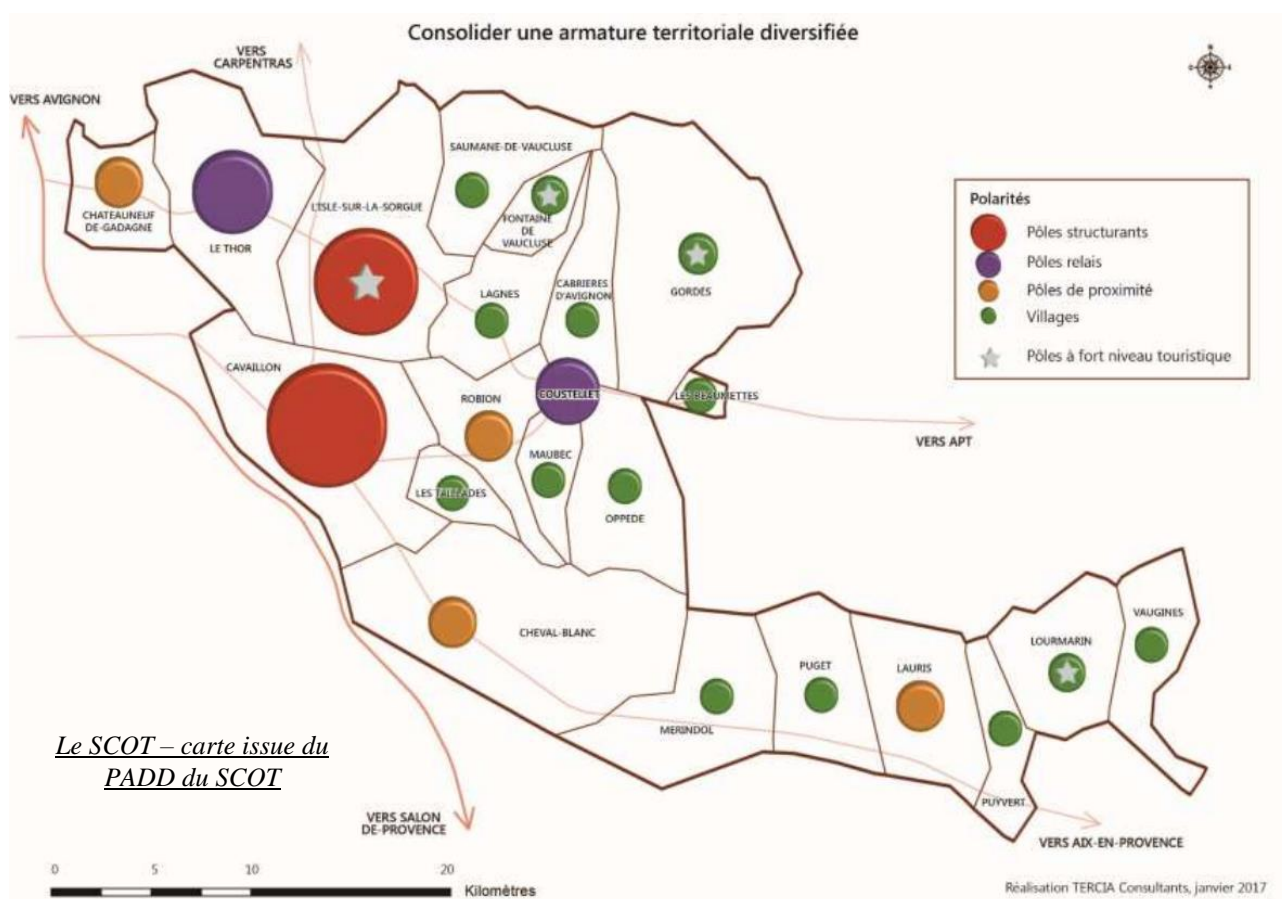 Consolider une armature territoriale diversifiée
VERS
CARPENTRAS
N
VERS AVIGNON
SAUMANE-DE-VAUCLUSE
CHATEAUNEUF
DE-GADAGNE
L'ISLE-SUR-LA-SORGUE
FONTAINE
DE
VAUCLUSE
LE THOR
LAGNES
CABRIERES
D'AVIGNON
GORDES
Polarités
Pôles structurants
Pôles relais
Pôles de proximité
Villages
Pôles à fort niveau touristique
CAVAILLON
ROBION
COUSTELLET
LES BEAUMETTES
VERS APT
MAUBEC
LES TAILLADES
OPPEDE
CHEVAL-BLANC
MERINDOL
PUGET
LAURIS
LOURMARIN
VAUGINES
PUYVERT
Le SCOT – carte issue du
PADD du SCOT
VERS SALON
DE-PROVENCE
VERS AIX-EN-PROVENCE
0 5 10 20
Kilomètres
Réalisation TERCIA Consultants, janvier 2017